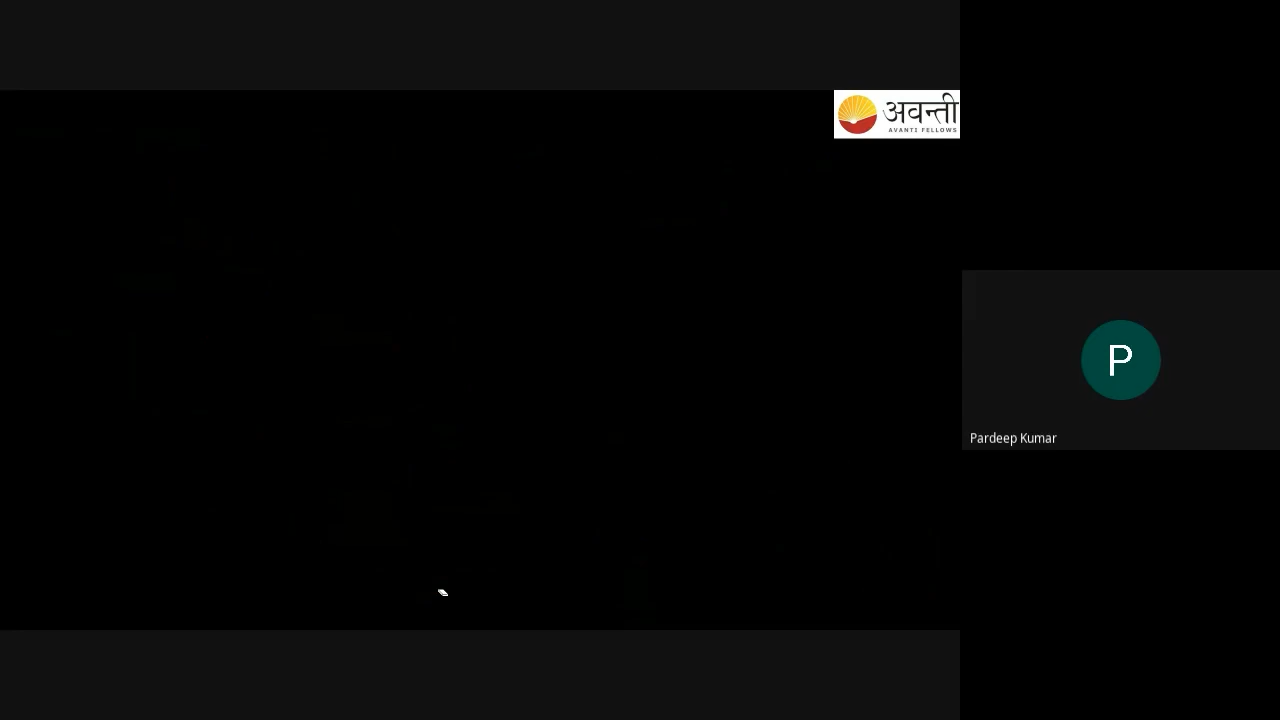 अवन्ती
AVANTI FELLOWS
P
Pardeep Kumar